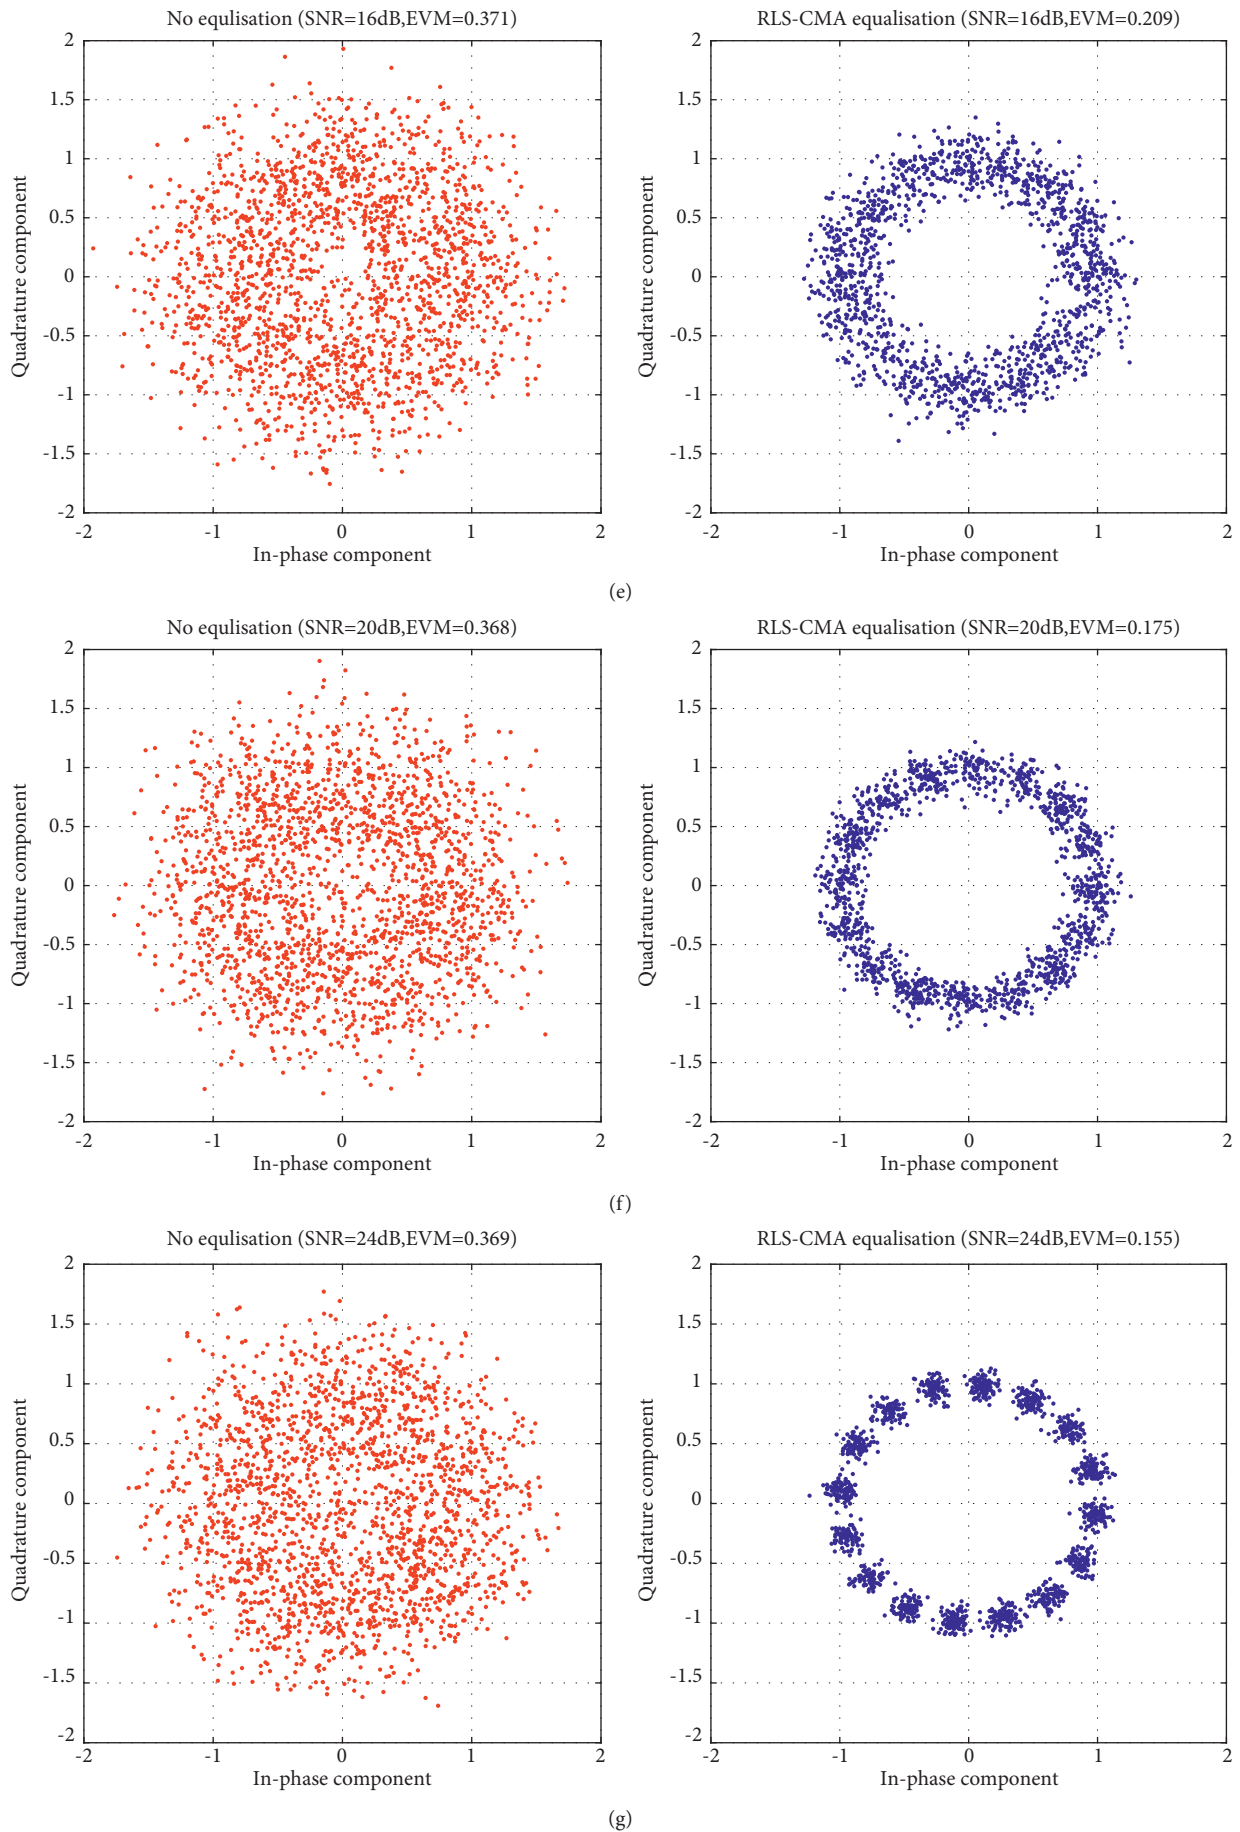 No equlisation (SNR=16dB,EVM=0.371)
2
1.5
1
0.5
0
-0.5
-1
-1.5
-2
-2 -1 0 1 2
Quadrature component
In-phase component
RLS-CMA equalisation (SNR=16dB,EVM=0.209)
2
1.5
1
0.5
0
-0.5
-1
-1.5
-2
-2 -1 0 1 2
Quadrature component
In-phase component
(e)
No equlisation (SNR=20dB,EVM=0.368)
2
1.5
1
0.5
0
-0.5
-1
-1.5
-2
-2 -1 0 1 2
Quadrature component
In-phase component
RLS-CMA equalisation (SNR=20dB,EVM=0.175)
2
1.5
1
0.5
0
-0.5
-1
-1.5
-2
-2 -1 0 1 2
Quadrature component
In-phase component
(f)
No equlisation (SNR=24dB,EVM=0.369)
2
1.5
1
0.5
0
-0.5
-1
-1.5
-2
-2 -1 0 1 2
Quadrature component
In-phase component
RLS-CMA equalisation (SNR=24dB,EVM=0.155)
2
1.5
1
0.5
0
-0.5
-1
-1.5
-2
-2 -1 0 1 2
Quadrature component
In-phase component
(g)